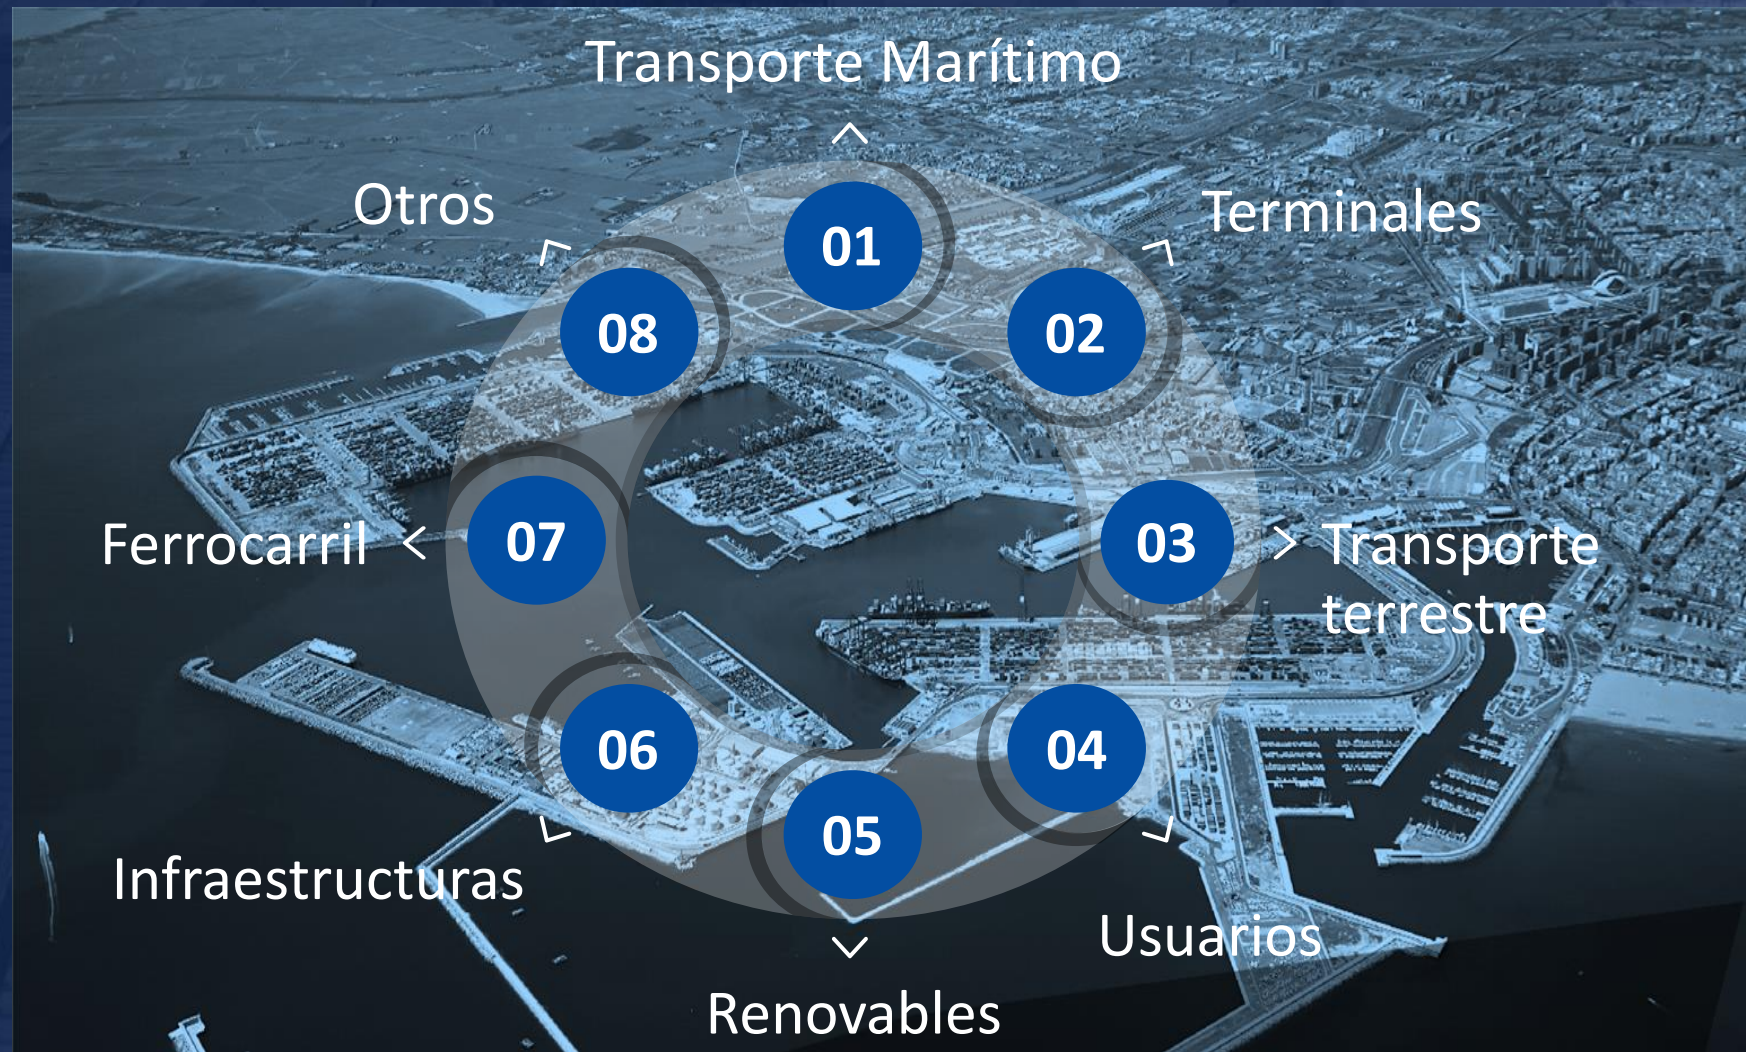 Transporte Marítimo
01
Terminales
02
03
Transporte
terrestre
04
Usuarios
05
Renovables
06
Infraestructuras
07
Ferrocarril
08
Otros